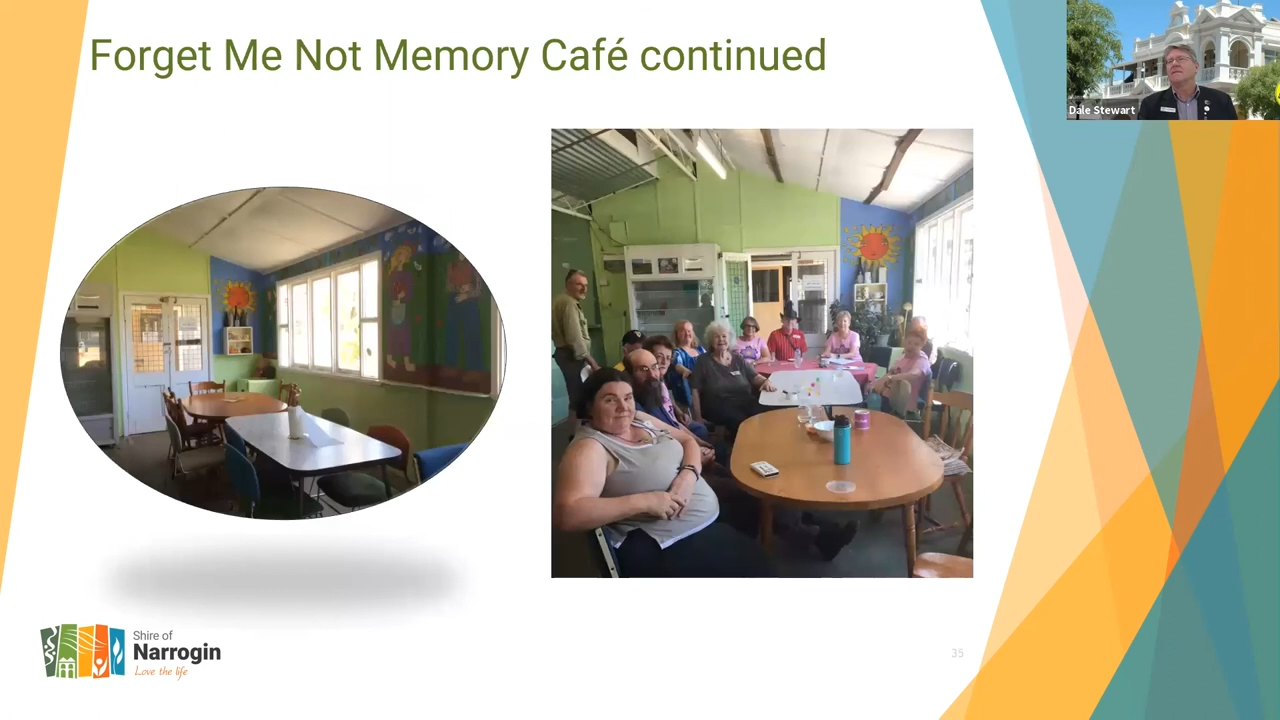 Forget Me Not Memory Café continued
Dale Stewart
Shire of
Narrogin
Love the life
35